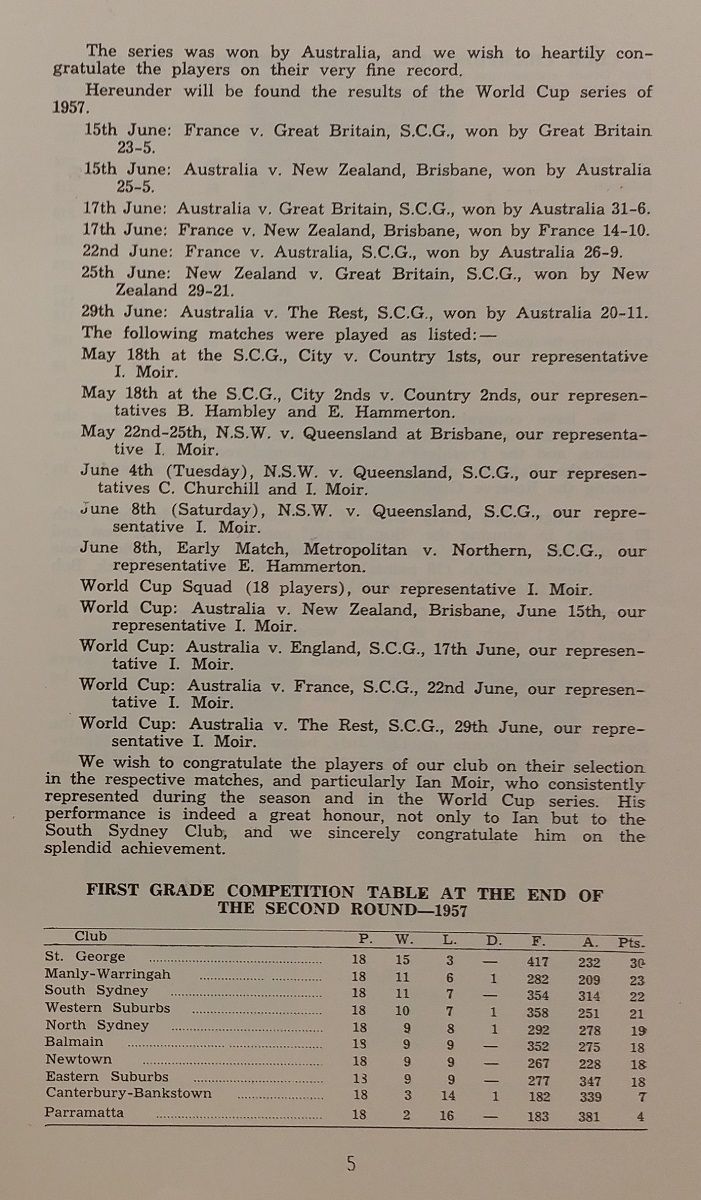 The series was won by Australia, and we wish to heartily con-
gratulate the players on their very fine record.
Hereunder will be found the results of the World Cup series of
1957.
15th June: France v. Great Britain, S.C.G., won by Great Britain
23-5.
15th June: Australia v. New Zealand, Brisbane, won by Australia
25-5.
17th June: Australia v. Great Britain, S.C.G., won by Australia 31-6.
17th June: France v. New Zealand, Brisbane, won by France 14-10.
22nd June: France v. Australia, S.C.G., won by Australia 26-9.
25th June: New Zealand v. Great Britain, S.C.G., won by New
Zealand 29-21.
29th June: Australia v. The Rest, S.C.G., won by Australia 20-11.
The following matches were played as listed:—
May 18th at the S.C.G., City v. Country 1sts, our representative
I. Moir.
May 18th at the S.C.G., City 2nds v. Country 2nds, our represen-
tatives B. Hambley and E. Hammerton.
May 22nd-25th, N.S.W. v. Queensland at Brisbane, our representa-
tive I. Moir.
June 4th (Tuesday), N.S.W. v. Queensland, S.C.G., our represen-
tatives C. Churchill and I. Moir.
June 8th (Saturday), N.S.W. v. Queensland, S.C.G., our repre-
sentative I. Moir.
June 8th, Early Match, Metropolitan v. Northern, S.C.G., our
representative E. Hammerton.
World Cup Squad (18 players), our representative I. Moir.
World Cup: Australia v. New Zealand, Brisbane, June 15th, our
representative I. Moir.
World Cup: Australia v. England, S.C.G., 17th June, our represen-
tative I. Moir.
World Cup: Australia v. France, S.C.G., 22nd June, our represen-
tative I. Moir.
World Cup: Australia v. The Rest, S.C.G., 29th June, our repre-
sentative I. Moir.
We wish to congratulate the players of our club on their selection
in the respective matches, and particularly Ian Moir, who consistently
represented during the season and in the World Cup series. His
performance is indeed a great honour, not only to Ian but to the
South Sydney Club, and we sincerely congratulate him on the
splendid achievement.
FIRST GRADE COMPETITION TABLE AT THE END OF
THE SECOND ROUND—1957
Club P. W. L. D. F. A. Pts.
St. George 18 15 3 — 417 232 30
Manly-Warringah 18 11 6 1 282 209 23
South Sydney 18 11 7 — 354 314 22
Western Suburbs 18 10 7 1 358 251 21
North Sydney 18 9 8 1 292 278 19
Balmain 18 9 9 — 352 275 18
Newtown 18 9 9 — 267 228 18
Eastern Suburbs 18 9 9 — 277 347 18
Canterbury-Bankstown 18 3 14 1 182 339 7
Parramatta 18 2 16 — 183 381 4
5